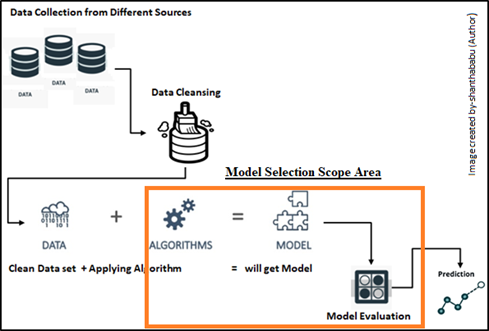 Data Collection from Different Sources
DATA
DATA
DATA
Image created by-shanthababu (Author)
Data Cleansing
Model Selection Scope Area
DATA + ALGORITHMS = MODEL
Clean Data set + Applying Algorithm = will get Model
Prediction
Model Evaluation